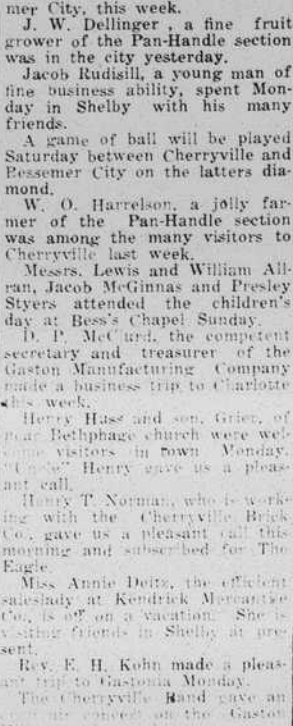 mer City, this week.
J. W. Dellinger , a fine fruit
grower of the Pan-Handle section
was in the city yesterday.
Jacob Rudisill, a young man of
fine business ability, spent Mon-
day in Shelby with his many
friends.
A game of ball will be played
Saturday between Cherryville and
Bessemer City on the latters dia-
mond.
W. O. Harrelson, a jolly far-
mer of the Pan-Handle section
was among the many visitors to
Cherryville last week.
Messrs. Lewis and William All-
ran, Jacob McGinnas and Presley
Styers attended the children's
day at Bess's Chapel Sunday.
D. P. McClurd, the competent
secretary and treasurer of the
Gaston Manufacturing Company
made a business trip to Charlotte
this week.
Henry Hass and son, Grier, of
near Bethphage church were wel-
come visitors in town Monday.
"Uncle" Henry gave us a pleas-
ant call.
Henry T. Norman, who is work-
ing with the Cherryville Brick
Co., gave us a pleasant call this
morning and subscribed for The
Eagle.
Miss Annie Deitz, the efficient
saleslady at Kendrick Mercantke
Co., is off on a vacation. She is
visiting friends in Shelby at pre-
sent.
Rev. E. H. Kohn made a pleas-
ant trip to Gastonia Monday.
The Cherryville Band gave an
air concert on the Gaston